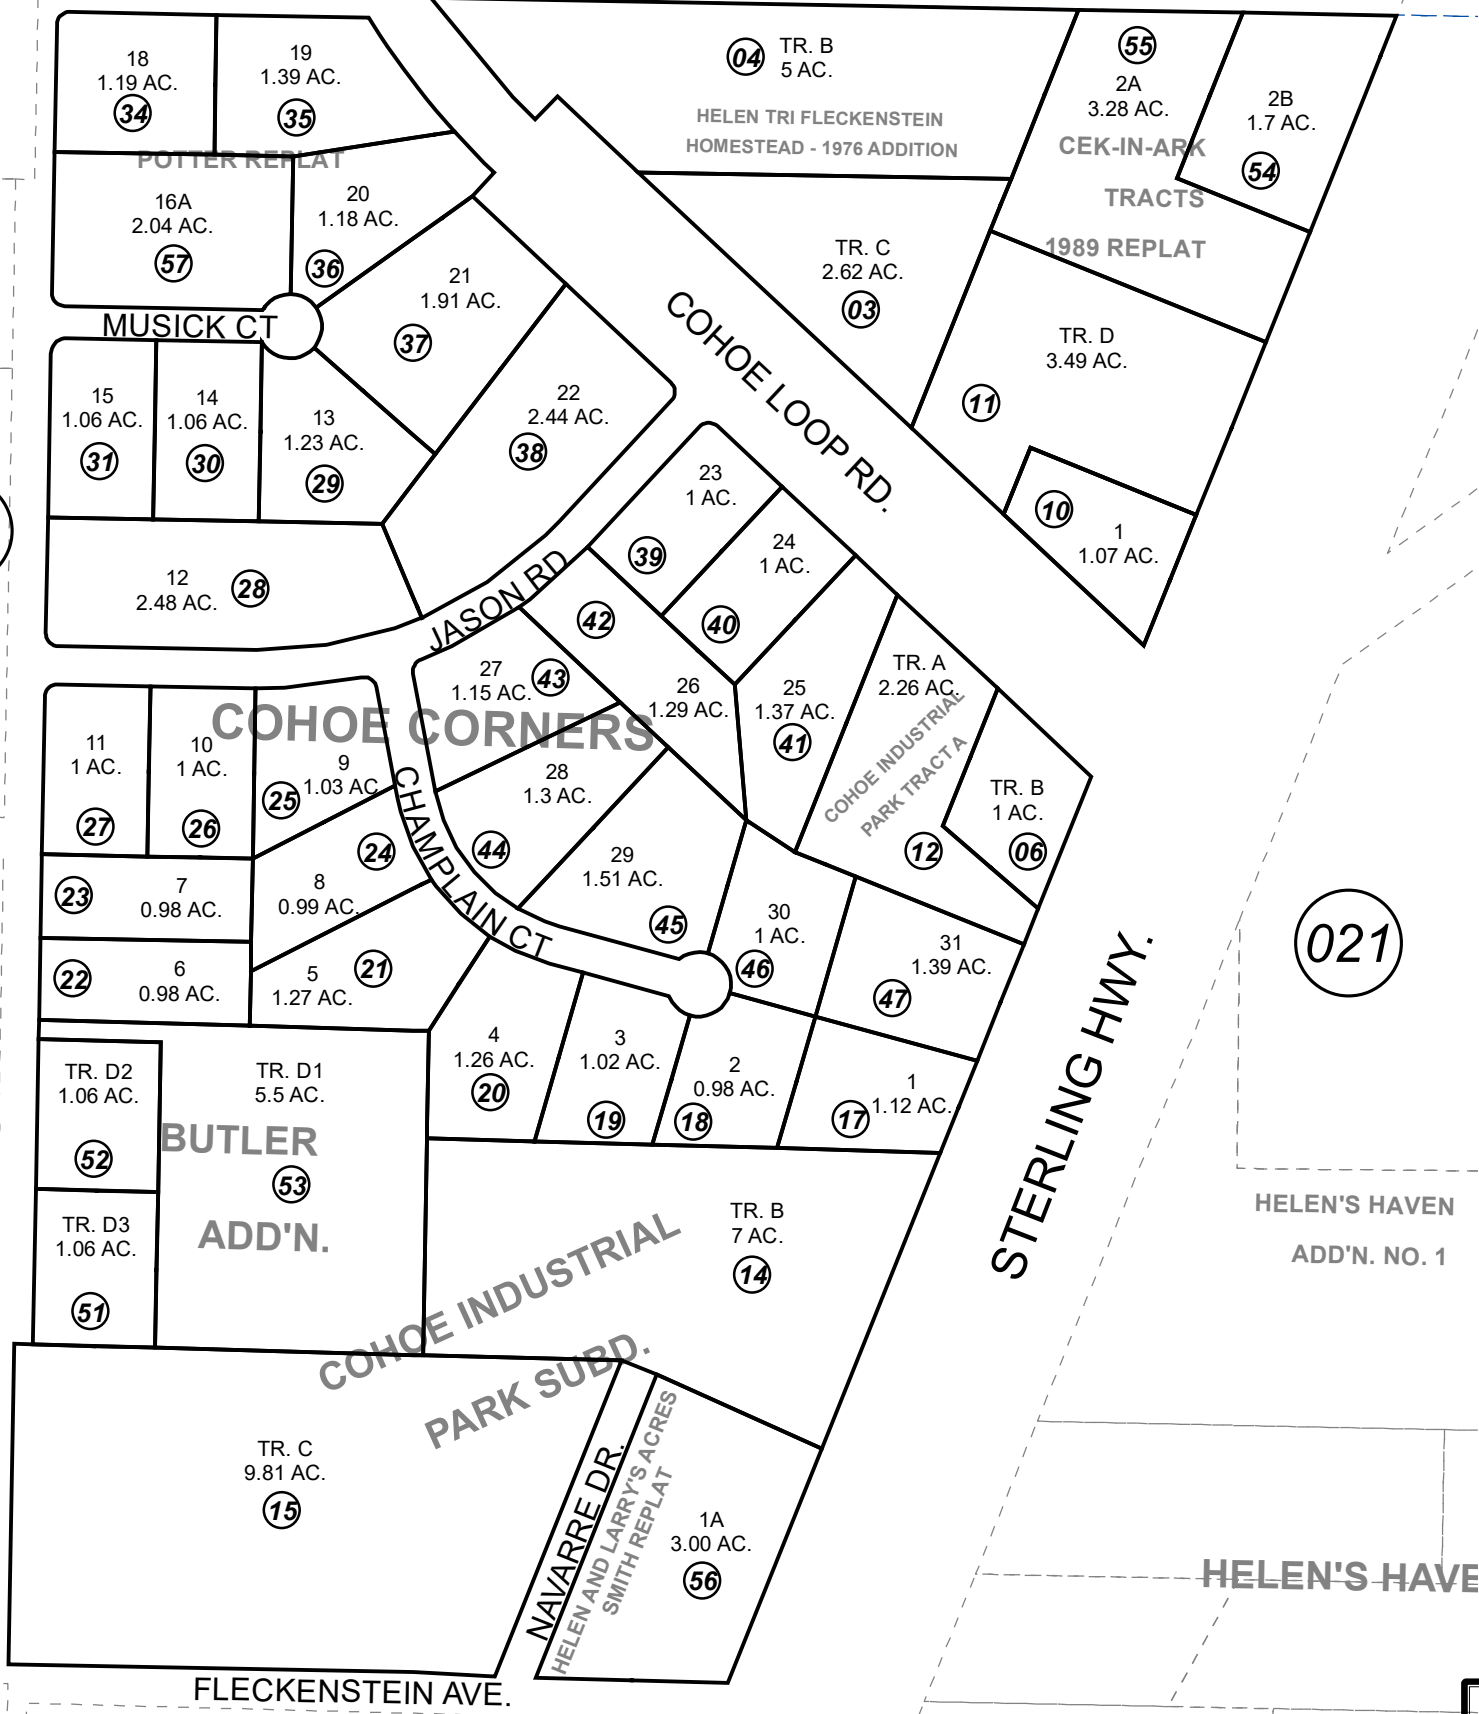 18
1.19 AC.
34
19
1.39 AC.
35
POTTER REPLAT
16A
2.04 AC.
57
20
1.18 AC.
36
21
1.91 AC.
37
MUSICK CT
15
1.06 AC.
31
14
1.06 AC.
30
13
1.23 AC.
29
22
2.44 AC.
38
12
2.48 AC.
28
04
TR. B
5 AC.
HELEN TRI FLECKENSTEIN
HOMESTEAD - 1976 ADDITION
55
2A
3.28 AC.
2B
1.7 AC.
54
CEK-IN-ARK
TRACTS
1989 REPLAT
TR. C
2.62 AC.
03
TR. D
3.49 AC.
11
10
1
1.07 AC.
COHOE LOOP RD.
JASON RD
23
1 AC.
39
24
1 AC.
40
42
26
1.29 AC.
25
1.37 AC.
41
27
1.15 AC.
43
COHOE CORNERS
TR. A
2.26 AC.
COHOE INDUSTRIAL
PARK TRACT A
12
TR. B
1 AC.
06
11
1 AC.
27
10
1 AC.
26
9
1.03 AC
25
CHAMPLAIN CT
28
1.3 AC.
44
24
8
0.99 AC.
29
1.51 AC.
45
23
7
0.98 AC.
22
6
0.98 AC.
5
1.27 AC.
21
30
1 AC.
46
31
1.39 AC.
47
4
1.26 AC.
20
3
1.02 AC.
19
2
0.98 AC.
18
1
1.12 AC.
17
STERLING HWY.
021
TR. D2
1.06 AC.
52
TR. D1
5.5 AC.
BUTLER
53
ADD'N.
TR. D3
1.06 AC.
51
TR. B
7 AC.
14
COHOE INDUSTRIAL
PARK SUBD.
HELEN'S HAVEN
ADD'N. NO. 1
TR. C
9.81 AC.
15
NAVARRE DR.
HELEN AND LARRY'S ACRES
SMITH REPLAT
1A
3.00 AC.
56
HELEN'S HAVE
FLECKENSTEIN AVE.